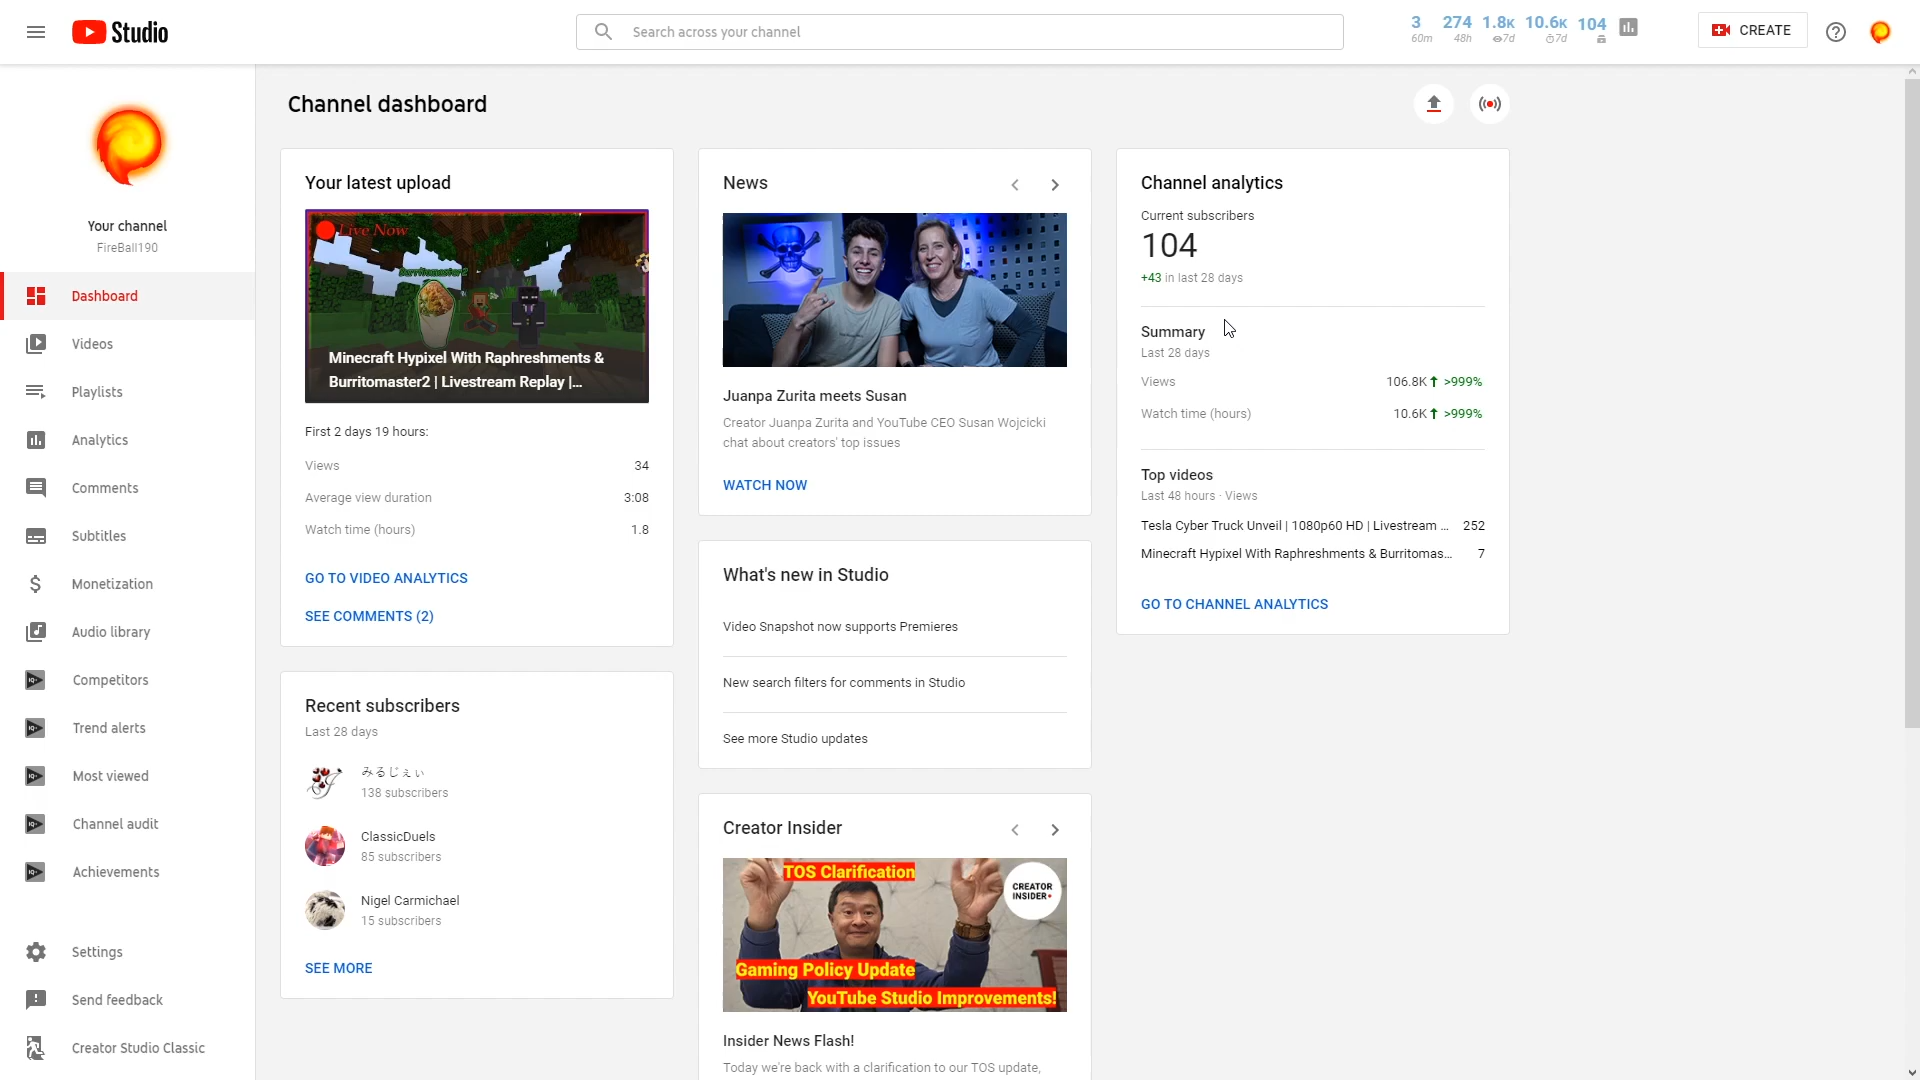 Studio
Search across your channel
3 274 1.8K 10.6K 104
60m 48h 7d 7d
CREATE
Your channel
FireBall190
Dashboard
Videos
Playlists
Analytics
Comments
Subtitles
Monetization
Audio library
Competitors
Trend alerts
Most viewed
Channel audit
Achievements
Settings
Send feedback
Creator Studio Classic
Channel dashboard
Your latest upload
Live Now
Burritomaster2
Minecraft Hypixel With Raphreshments &
Burritomaster2 | Livestream Replay |...
First 2 days 19 hours:
Views 34
Average view duration 3:08
Watch time (hours) 1.8
GO TO VIDEO ANALYTICS
SEE COMMENTS (2)
Recent subscribers
Last 28 days
みるじぇぃ
138 subscribers
ClassicDuels
85 subscribers
Nigel Carmichael
15 subscribers
SEE MORE
News
Juanpa Zurita meets Susan
Creator Juanpa Zurita and YouTube CEO Susan Wojcicki
chat about creators' top issues
WATCH NOW
What's new in Studio
Video Snapshot now supports Premieres
New search filters for comments in Studio
See more Studio updates
Creator Insider
TOS Clarification
CREATOR
INSIDER
Gaming Policy Update
YouTube Studio Improvements!
Insider News Flash!
Today we're back with a clarification to our TOS update,
Channel analytics
Current subscribers
104
+43 in last 28 days
Summary
Last 28 days
Views 106.8K >999%
Watch time (hours) 10.6K >999%
Top videos
Last 48 hours · Views
Tesla Cyber Truck Unveil | 1080p60 HD | Livestream ... 252
Minecraft Hypixel With Raphreshments & Burritomas... 7
GO TO CHANNEL ANALYTICS